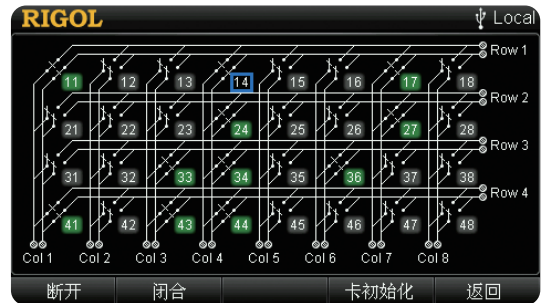 RIGOL Local
Row 1
11 12 13 14 15 16 17 18
Row 2
21 22 23 24 25 26 27 28
Row 3
31 32 33 34 35 36 37 38
Row 4
41 42 43 44 45 46 47 48
Col 1 Col 2 Col 3 Col 4 Col 5 Col 6 Col 7 Col 8
断开 闭合 卡初始化 返回